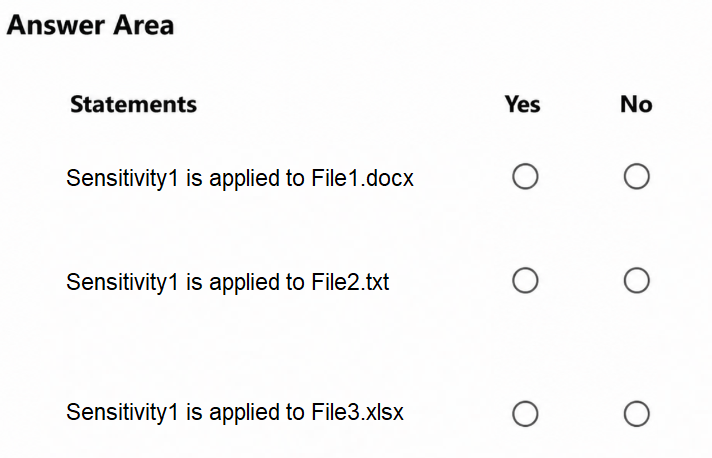 Answer Area
Statements Yes No
Sensitivity1 is applied to File1.docx
Sensitivity1 is applied to File2.txt
Sensitivity1 is applied to File3.xlsx